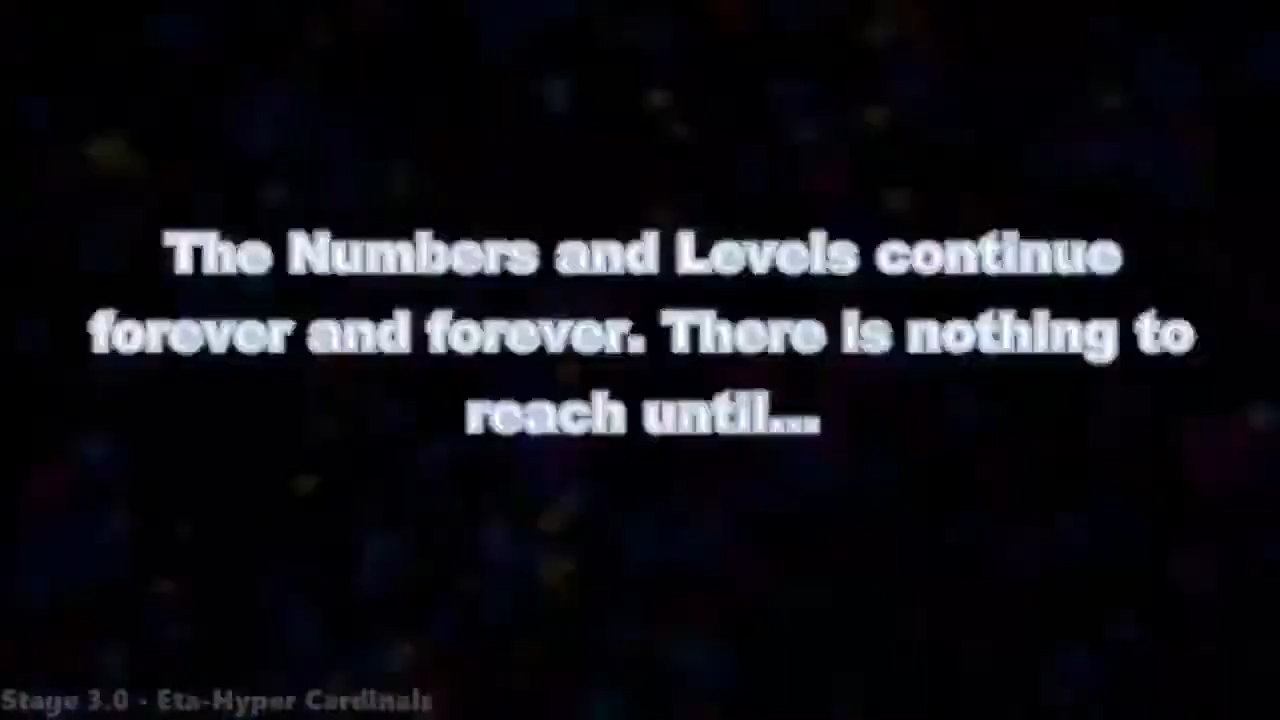 The Numbers and Levels continue
forever and forever. There is nothing to
reach until...
Stage 3.0 - Eta-Hyper Cardinals